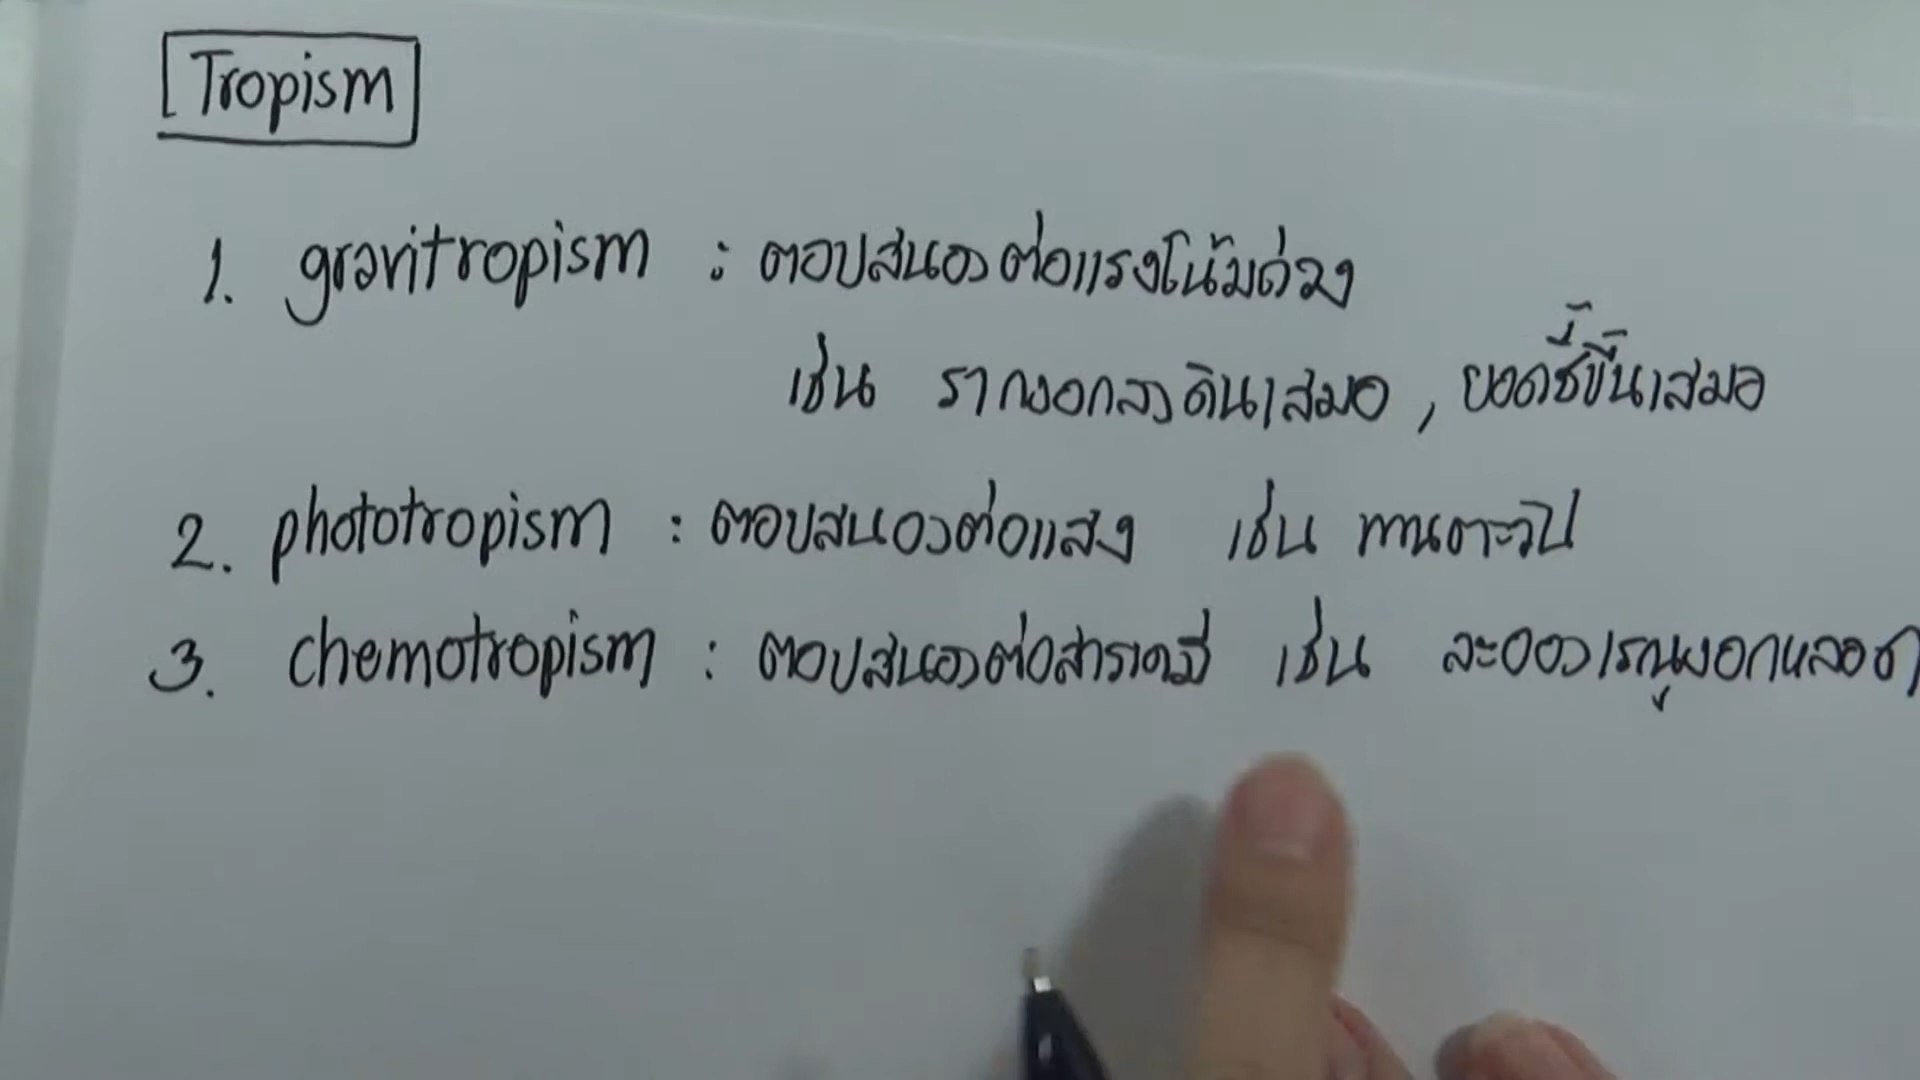 Tropism
1. gravitropism : ตอบสนองต่อแรงโน้มถ่วง
เช่น รากงอกลงดินเสมอ , ยอดชี้ขึ้นเสมอ
2. phototropism : ตอบสนองต่อแสง เช่น ทานตะวัน
3. chemotropism : ตอบสนองต่อสารเคมี เช่น ละอองเรณูงอกหลอด